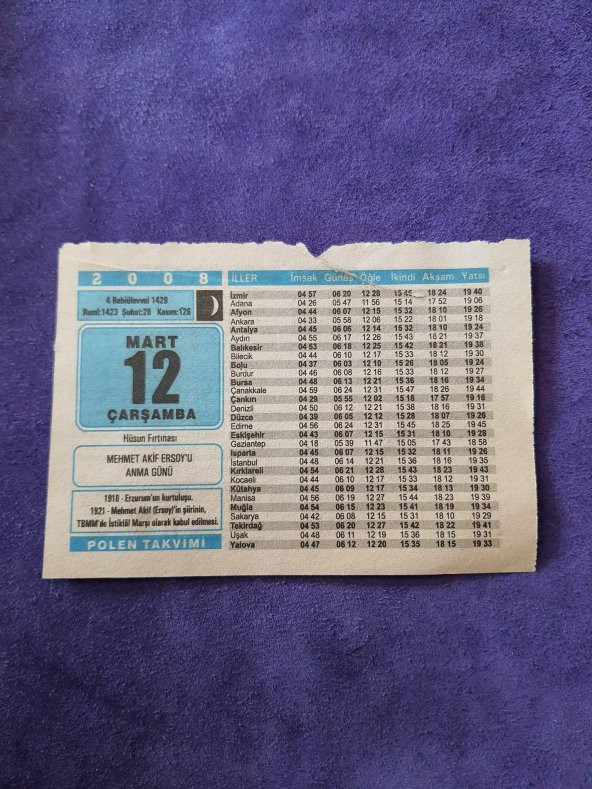 2008
4 Rebiülevvel 1429
Rumi:1423 Şubat:28 Kasım:126
MART
12
ÇARŞAMBA
Hüsun Fırtınası
MEHMET AKİF ERSOY'U
ANMA GÜNÜ
1918 - Erzurum'un kurtuluşu.
1921 - Mehmet Akif (Ersoy)'in şiirinin,
TBMM'de İstiklâl Marşı olarak kabul edilmesi.
POLEN TAKVİMİ
İLLER İmsak Güneş Öğle İkindi Akşam Yatsı
İzmir 04 57 06 20 12 28 15 45 18 24 19 40
Adana 04 26 05 47 11 56 15 14 17 52 19 06
Afyon 04 44 06 07 12 15 15 32 18 10 19 26
Ankara 04 33 05 58 12 06 15 22 18 01 19 18
Antalya 04 45 06 06 12 14 15 32 18 10 19 24
Aydın 04 55 06 17 12 26 15 43 18 21 19 37
Balıkesir 04 53 06 18 12 25 15 42 18 21 19 38
Bilecik 04 44 06 10 12 17 15 33 18 12 19 30
Bolu 04 37 06 03 12 10 15 26 18 05 19 24
Burdur 04 46 06 08 12 16 15 33 18 12 19 27
Bursa 04 48 06 13 12 21 15 36 18 16 19 34
Çanakkale 04 59 06 24 12 31 15 47 18 26 19 44
Çankırı 04 29 05 55 12 02 15 18 17 57 19 16
Denizli 04 50 06 12 12 21 15 38 18 16 19 31
Düzce 04 39 06 05 12 12 15 28 18 07 19 26
Edirne 04 56 06 24 12 31 15 45 18 25 19 45
Eskişehir 04 43 06 07 12 15 15 31 18 10 19 28
Gaziantep 04 18 05 39 11 47 15 05 17 43 18 58
Isparta 04 45 06 07 12 15 15 32 18 11 19 26
İstanbul 04 48 06 14 12 21 15 36 18 16 19 35
Kırklareli 04 54 06 21 12 28 15 43 18 23 19 43
Kocaeli 04 44 06 10 12 17 15 33 18 12 19 31
Kütahya 04 45 06 09 12 17 15 34 18 12 19 30
Manisa 04 56 06 19 12 27 15 44 18 23 19 39
Muğla 04 54 06 15 12 23 15 41 18 19 19 34
Sakarya 04 42 06 08 12 15 15 31 18 10 19 29
Tekirdağ 04 53 06 20 12 27 15 42 18 22 19 41
Uşak 04 48 06 11 12 19 15 36 18 15 19 31
Yalova 04 47 06 12 12 20 15 35 18 15 19 33